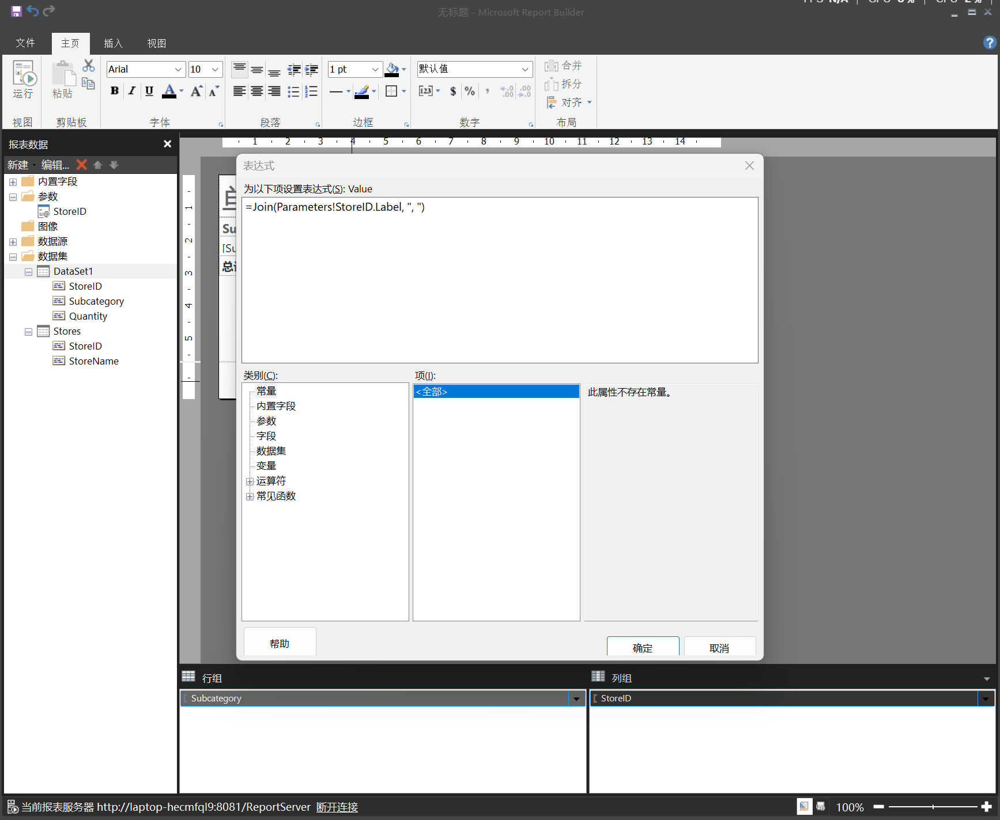 无标题 - Microsoft Report Builder
文件 主页 插入 视图
运行
视图
粘贴
剪贴板
Arial 10
B I U A A A
字体
段落
1 pt
边框
默认值
[123] $ % ,
数字
合并
拆分
对齐
布局
报表数据
新建 编辑...
内置字段
参数
StoreID
图像
数据源
数据集
DataSet1
StoreID
Subcategory
Quantity
Stores
StoreID
StoreName
1 2 3 4 5 6 7 8 9 10 11 12 13 14
1
2
3
4
5
Su
[Su
表达式
为以下项设置表达式(S): Value
=Join(Parameters!StoreID.Label, ", ")
类别(C):
常量
内置字段
参数
字段
数据集
变量
运算符
常见函数
项(I):
<全部>
此属性不存在常量。
帮助
确定 取消
行组
Subcategory
列组
StoreID
当前报表服务器 http://laptop-hecmfql9:8081/ReportServer 断开连接
100%